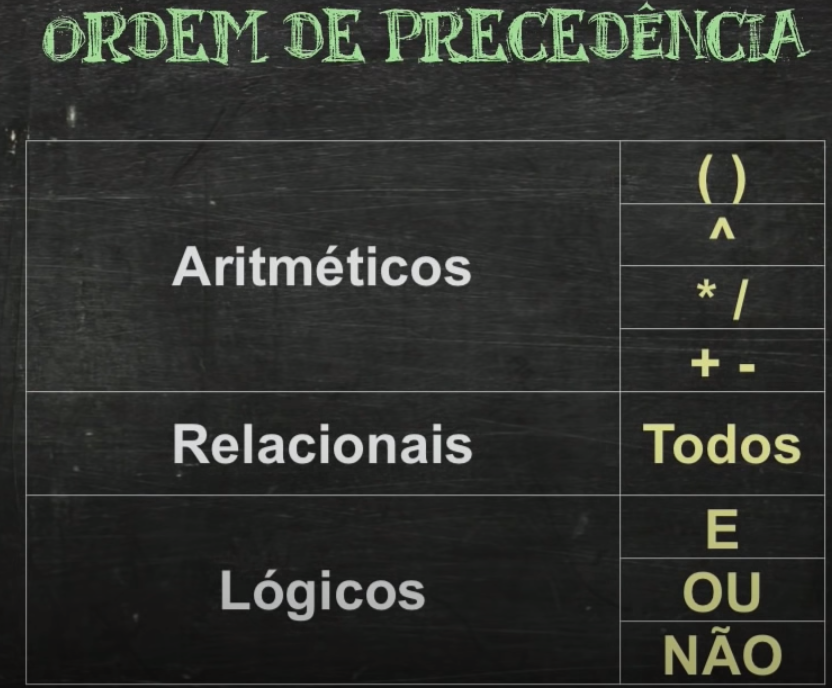 ORDEM DE PRECEDÊNCIA
Aritméticos
( )
^
* /
+ -
Relacionais
Todos
Lógicos
E
OU
NÃO